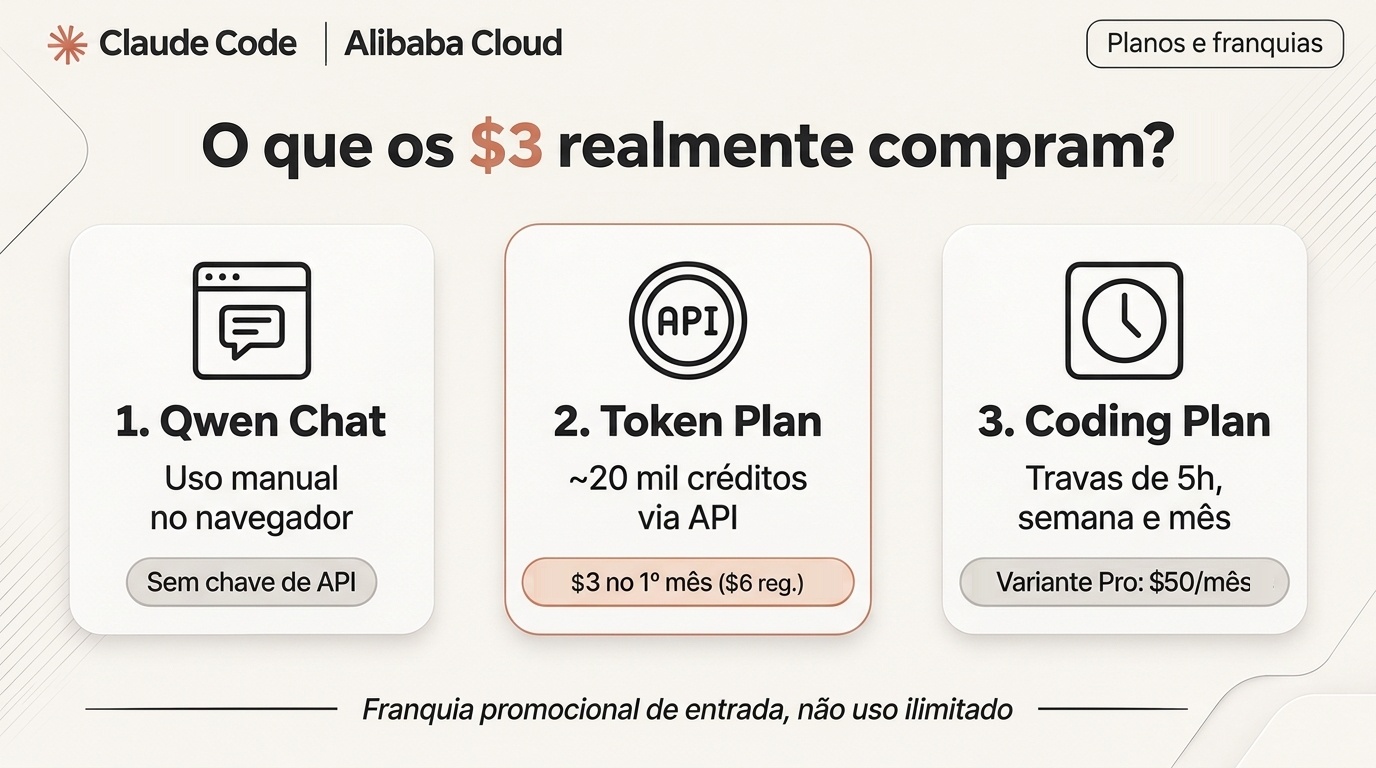 Claude Code | Alibaba Cloud
Planos e franquias
O que os $3 realmente compram?
1. Qwen Chat
Uso manual
no navegador
Sem chave de API
API
2. Token Plan
~20 mil créditos
via API
$3 no 1º mês ($6 reg.)
3. Coding Plan
Travas de 5h,
semana e mês
Variante Pro: $50/mês
Franquia promocional de entrada, não uso ilimitado